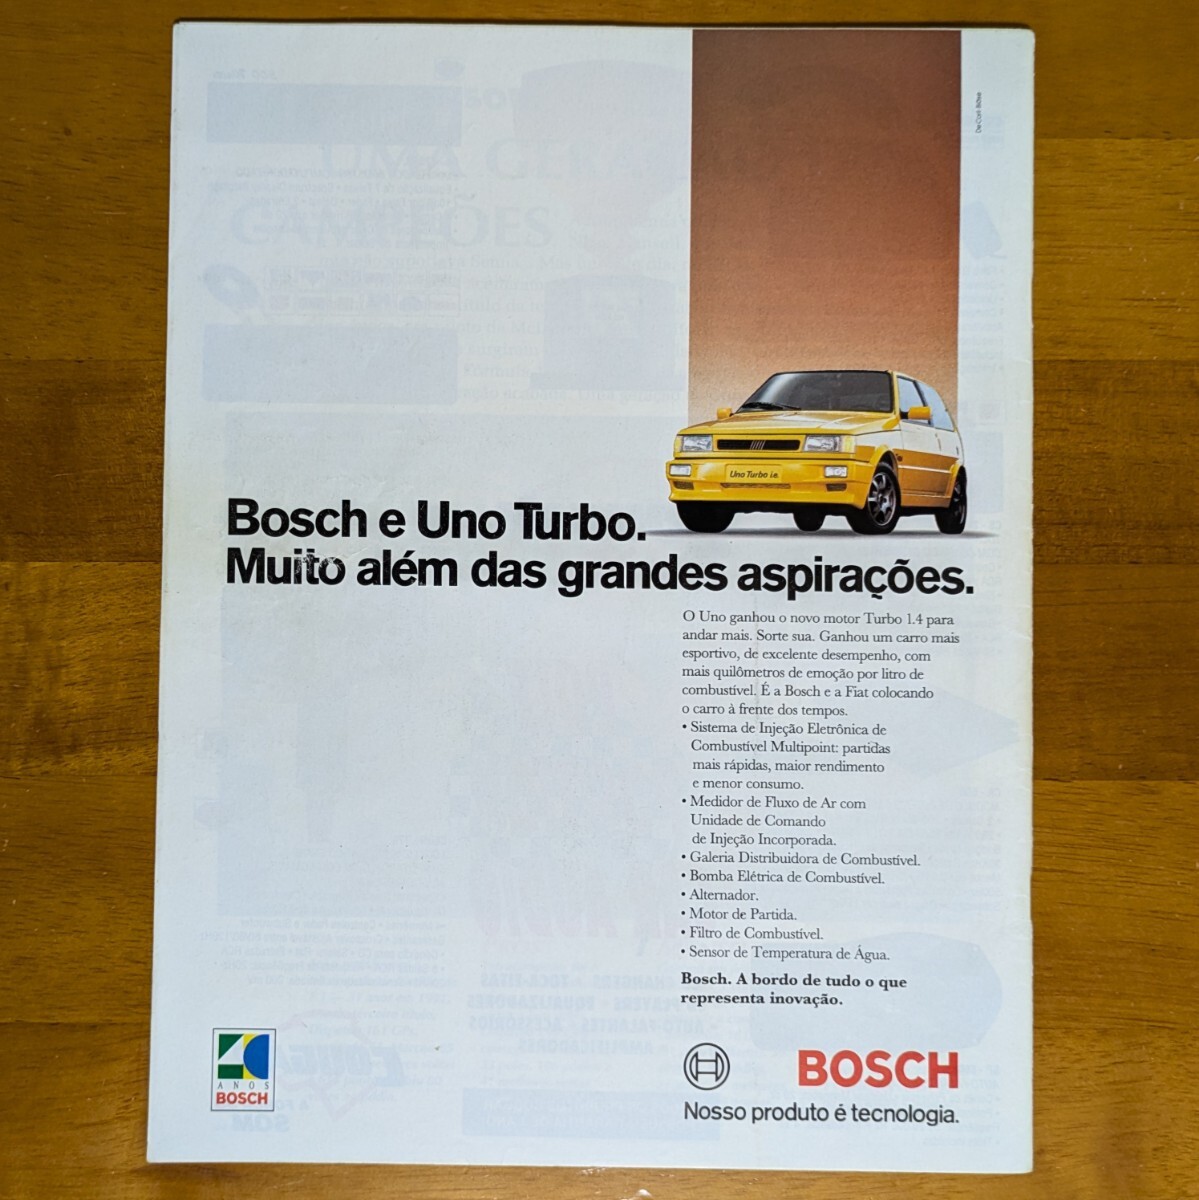 Bosch e Uno Turbo.
Muito além das grandes aspirações.
Uno Turbo i.e.
O Uno ganhou o novo motor Turbo 1.4 para
andar mais. Sorte sua. Ganhou um carro mais
esportivo, de excelente desempenho, com
mais quilômetros de emoção por litro de
combustível. É a Bosch e a Fiat colocando
o carro à frente dos tempos.
• Sistema de Injeção Eletrônica de
Combustível Multipoint: partidas
mais rápidas, maior rendimento
e menor consumo.
• Medidor de Fluxo de Ar com
Unidade de Comando
de Injeção Incorporada.
• Galeria Distribuidora de Combustível.
• Bomba Elétrica de Combustível.
• Alternador.
• Motor de Partida.
• Filtro de Combustível.
• Sensor de Temperatura de Água.
Bosch. A bordo de tudo o que
representa inovação.
40
ANOS
BOSCH
BOSCH
Nosso produto é tecnologia.